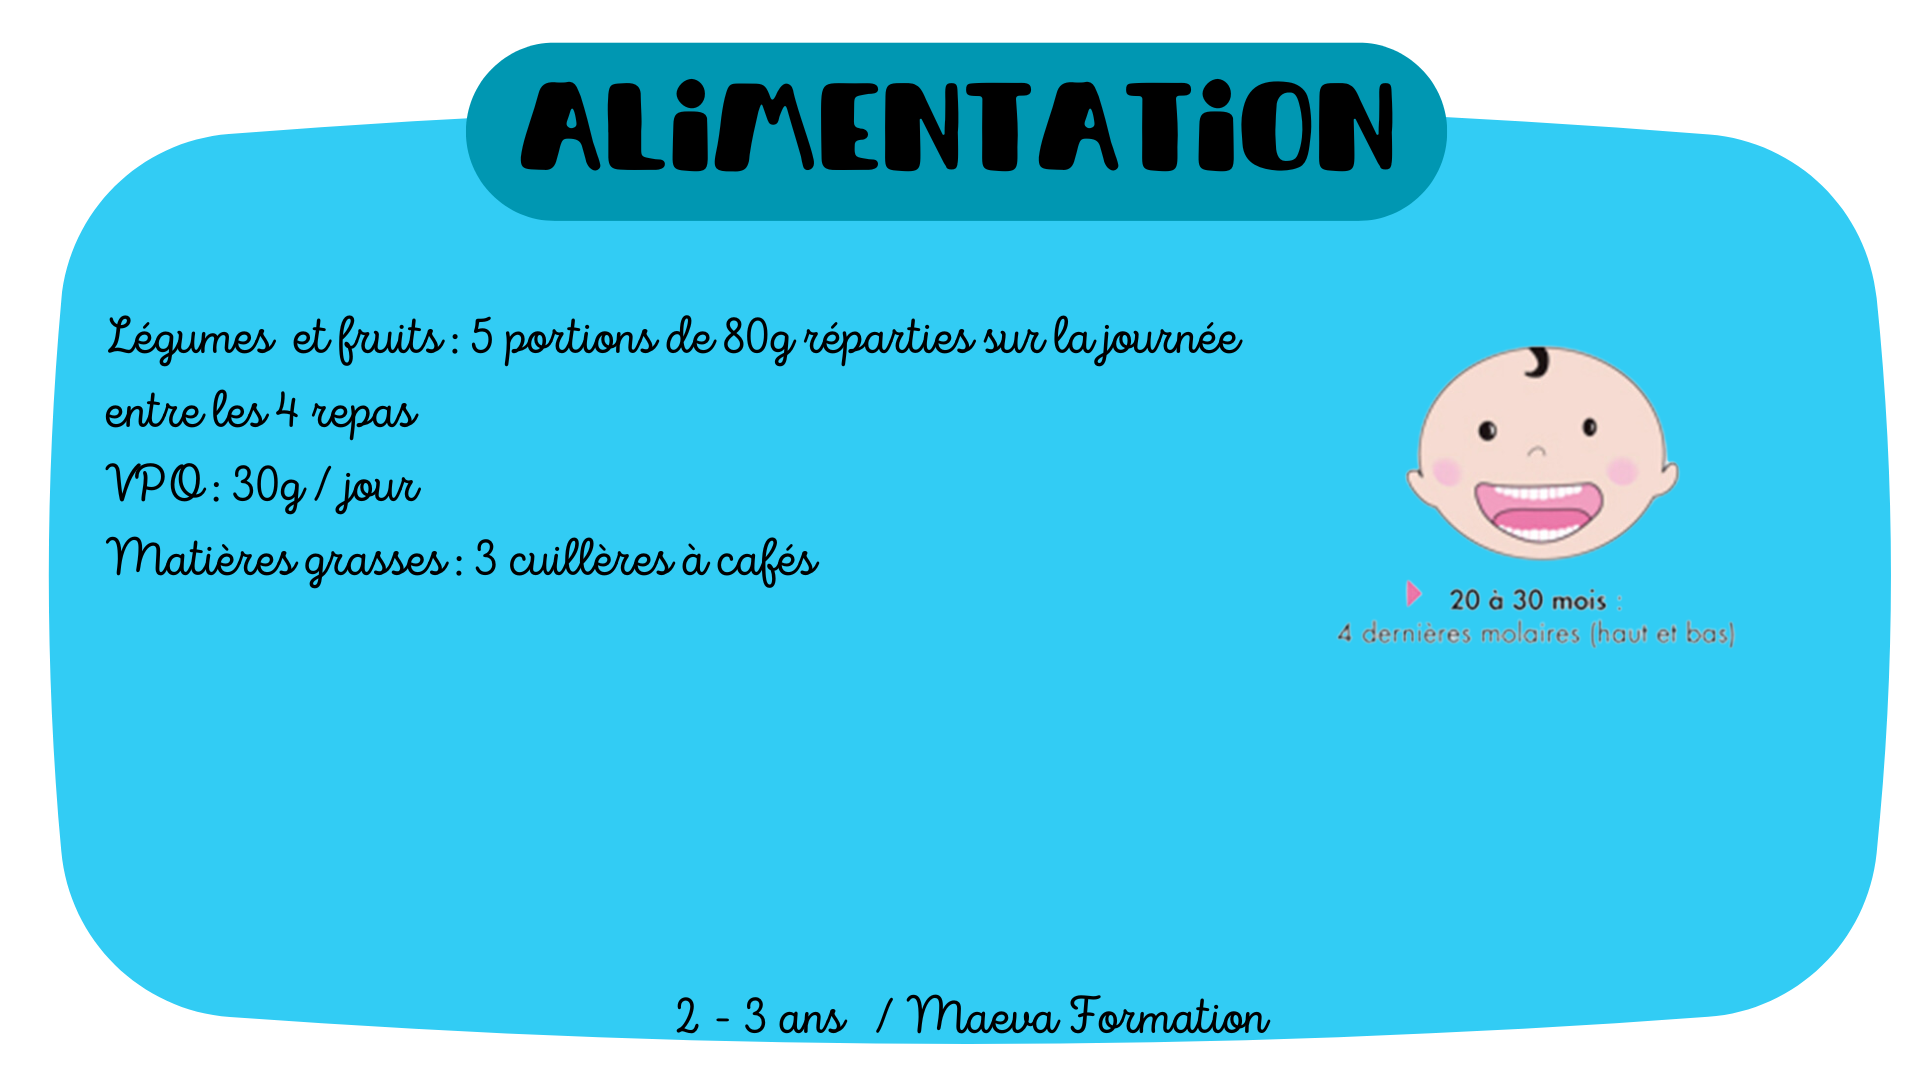 ALiMENTATiON
Légumes et fruits : 5 portions de 80g réparties sur la journée
entre les 4 repas
VPO : 30g / jour
Matières grasses : 3 cuillères à cafés
20 à 30 mois :
4 dernières molaires (haut et bas)
2 - 3 ans / Maeva Formation